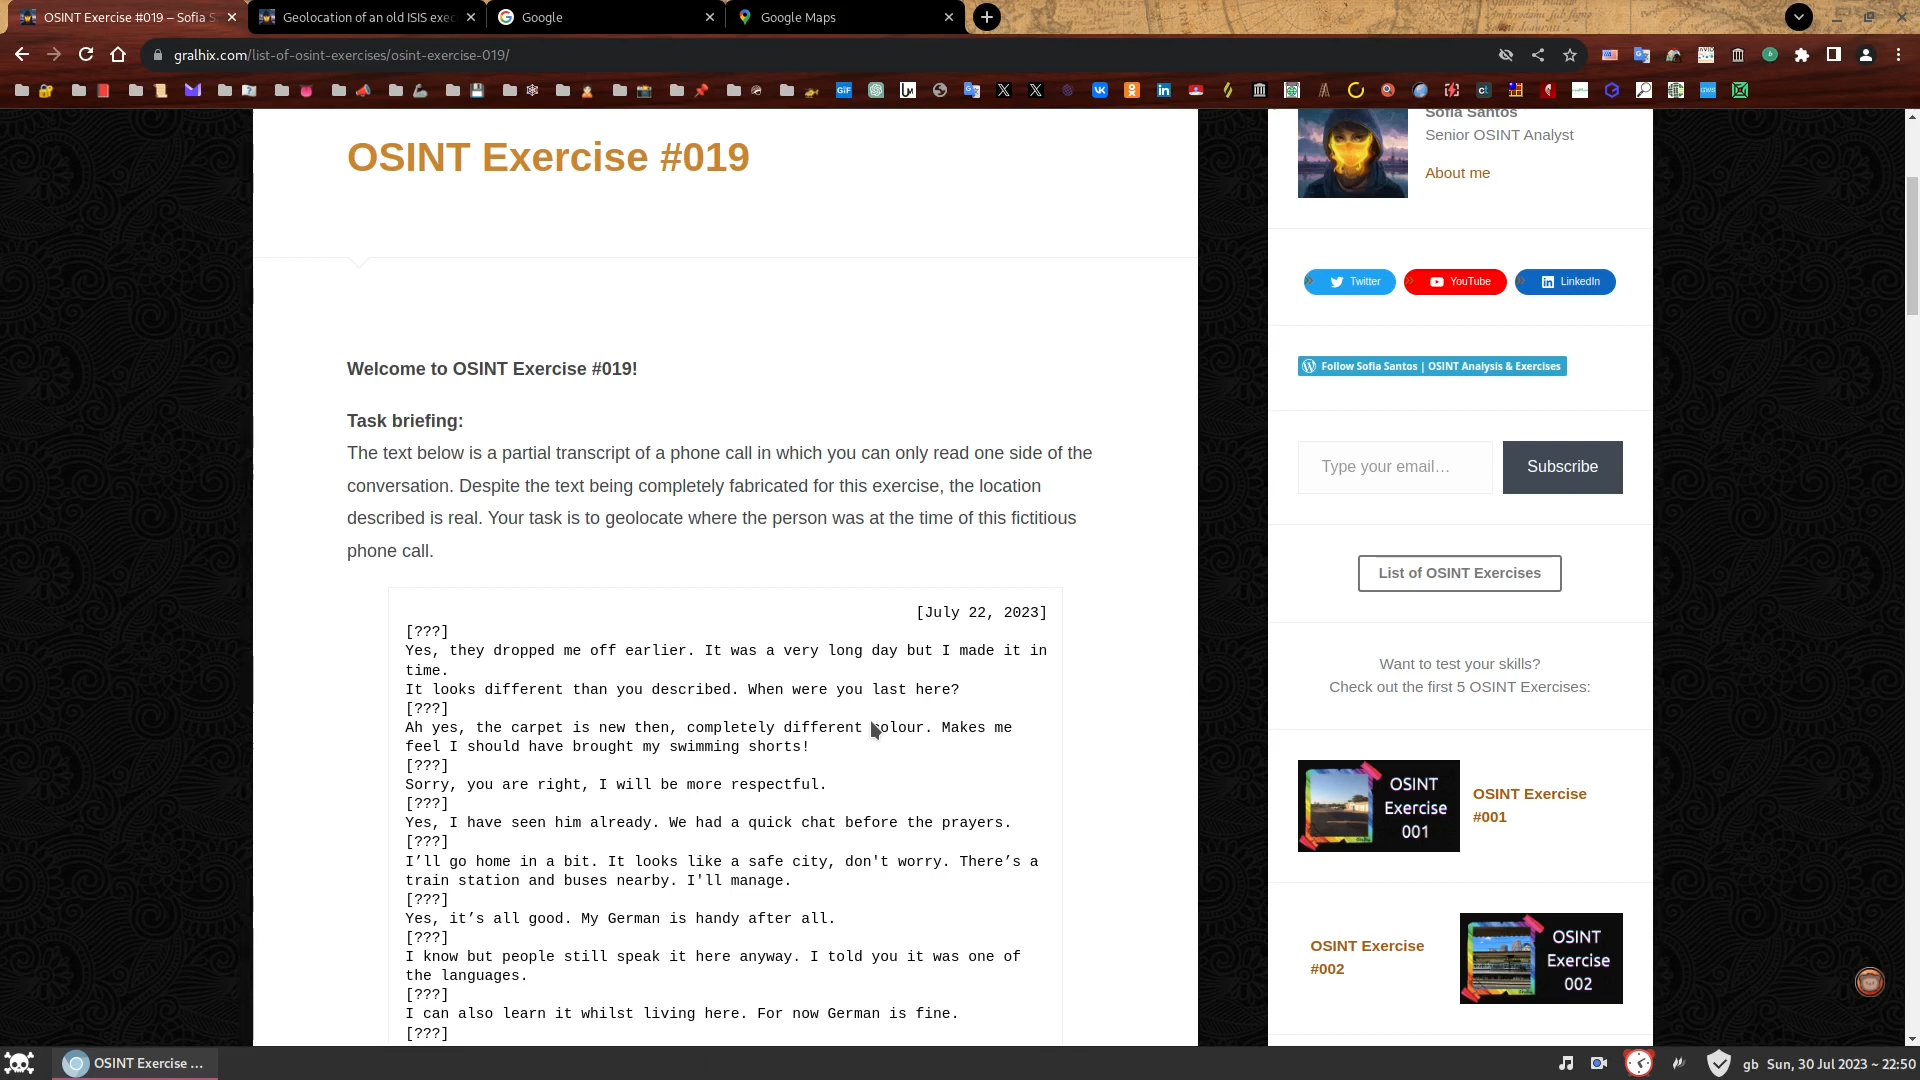 OSINT Exercise #019 – Sofia S
Geolocation of an old ISIS exec
Google
Google Maps
gralhix.com/list-of-osint-exercises/osint-exercise-019/
OSINT Exercise #019
Welcome to OSINT Exercise #019!
Task briefing:
The text below is a partial transcript of a phone call in which you can only read one side of the
conversation. Despite the text being completely fabricated for this exercise, the location
described is real. Your task is to geolocate where the person was at the time of this fictitious
phone call.
[July 22, 2023]
[???]
Yes, they dropped me off earlier. It was a very long day but I made it in
time.
It looks different than you described. When were you last here?
[???]
Ah yes, the carpet is new then, completely different colour. Makes me
feel I should have brought my swimming shorts!
[???]
Sorry, you are right, I will be more respectful.
[???]
Yes, I have seen him already. We had a quick chat before the prayers.
[???]
I’ll go home in a bit. It looks like a safe city, don't worry. There’s a
train station and buses nearby. I'll manage.
[???]
Yes, it’s all good. My German is handy after all.
[???]
I know but people still speak it here anyway. I told you it was one of
the languages.
[???]
I can also learn it whilst living here. For now German is fine.
[???]
Sofia Santos
Senior OSINT Analyst
About me
Twitter
YouTube
LinkedIn
Follow Sofia Santos | OSINT Analysis & Exercises
Type your email…
Subscribe
List of OSINT Exercises
Want to test your skills?
Check out the first 5 OSINT Exercises:
OSINT
Exercise
001
OSINT Exercise
#001
OSINT Exercise
#002
OSINT
Exercise
002
OSINT Exercise ...
gb Sun, 30 Jul 2023 ~ 22:50